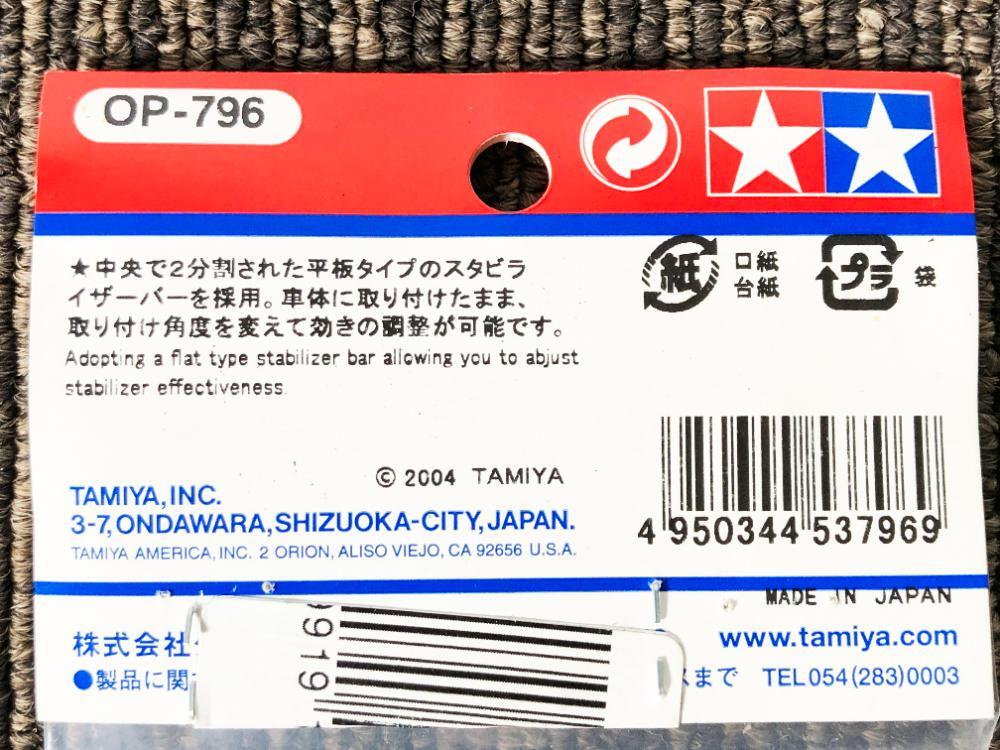 OP-796
★中央で2分割された平板タイプのスタビラ
イザーバーを採用。車体に取り付けたまま、
取り付け角度を変えて効きの調整が可能です。
Adopting a flat type stabilizer bar allowing you to abjust
stabilizer effectiveness.
紙
口紙
台紙
プラ
袋
© 2004 TAMIYA
TAMIYA,INC.
3-7,ONDAWARA,SHIZUOKA-CITY,JAPAN.
TAMIYA AMERICA,INC. 2 ORION, ALISO VIEJO, CA 92656 U.S.A.
4 950344 537969
MADE IN JAPAN
株式会社
www.tamiya.com
●製品に関
まで TEL054(283)0003
9919